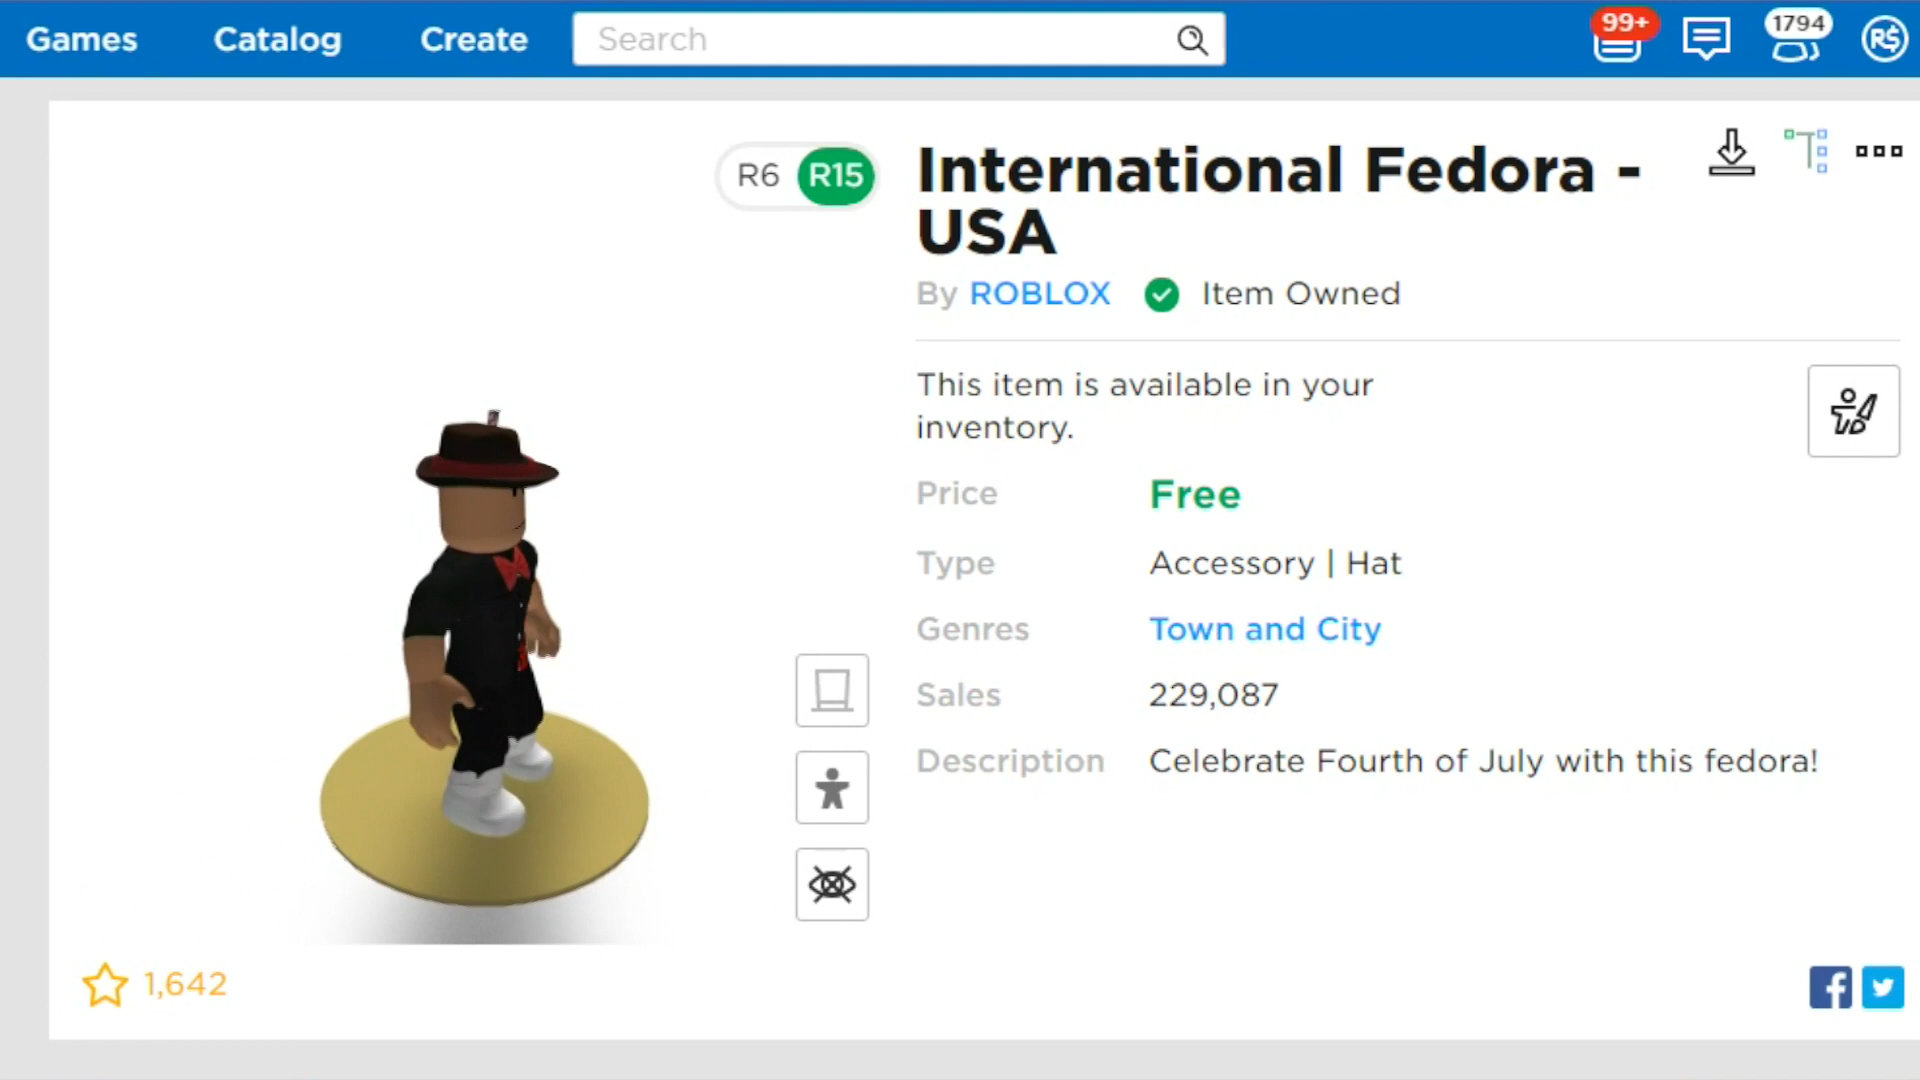 Games Catalog Create Search 99+ 1794 R$
R6 R15
International Fedora -
USA
By ROBLOX Item Owned
This item is available in your
inventory.
Price Free
Type Accessory | Hat
Genres Town and City
Sales 229,087
Description Celebrate Fourth of July with this fedora!
1,642